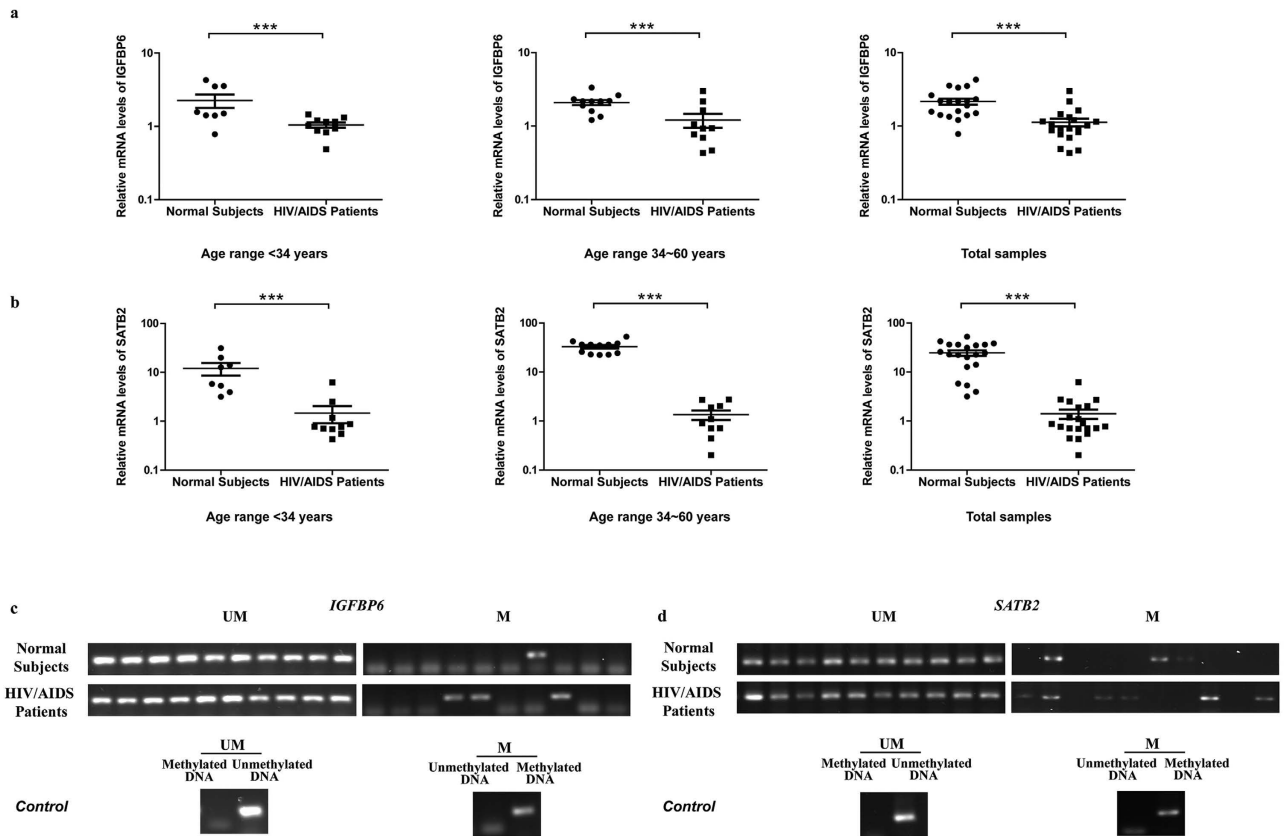 a
***
***
***
Relative mRNA levels of IGFBP6
10
1
0.1
Normal Subjects HIV/AIDS Patients
Age range <34 years
Relative mRNA levels of IGFBP6
10
1
0.1
Normal Subjects HIV/AIDS Patients
Age range 34~60 years
Relative mRNA levels of IGFBP6
10
1
0.1
Normal Subjects HIV/AIDS Patients
Total samples
b
***
***
***
Relative mRNA levels of SATB2
100
10
1
0.1
Normal Subjects HIV/AIDS Patients
Age range <34 years
Relative mRNA levels of SATB2
100
10
1
0.1
Normal Subjects HIV/AIDS Patients
Age range 34~60 years
Relative mRNA levels of SATB2
100
10
1
0.1
Normal Subjects HIV/AIDS Patients
Total samples
c
IGFBP6
UM
M
Normal
Subjects
HIV/AIDS
Patients
UM
Methylated Unmethylated
DNA DNA
M
Unmethylated Methylated
DNA DNA
Control
d
SATB2
UM
M
Normal
Subjects
HIV/AIDS
Patients
UM
Methylated Unmethylated
DNA DNA
M
Unmethylated Methylated
DNA DNA
Control